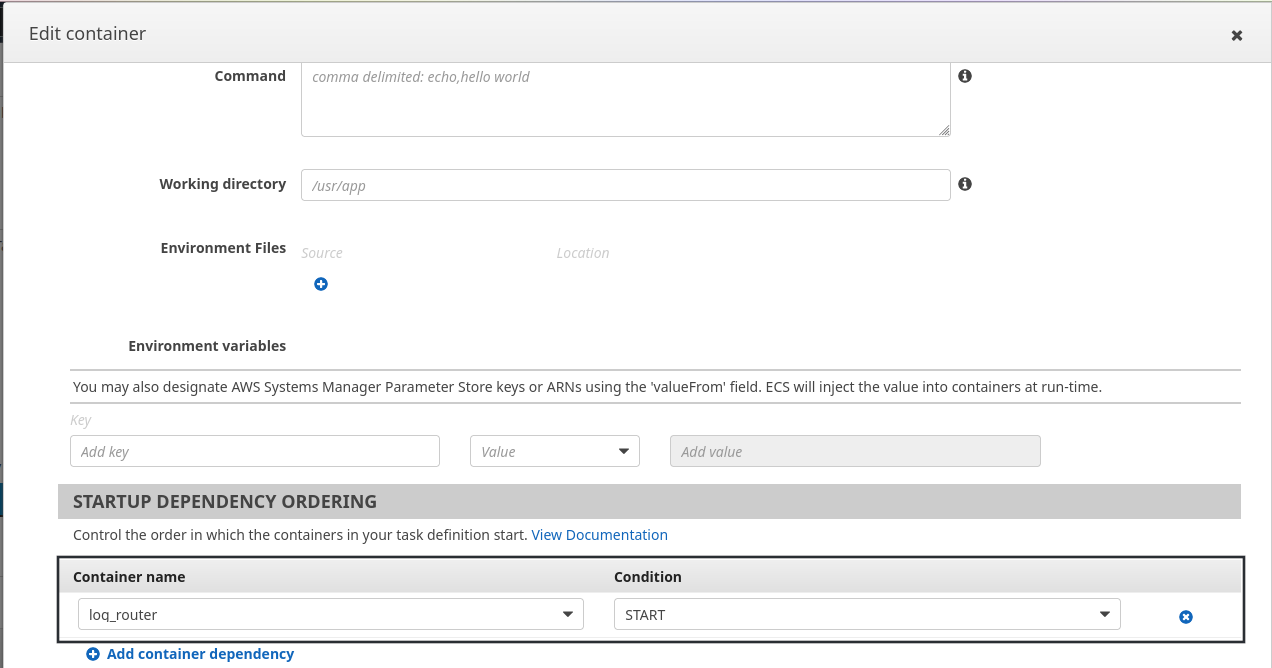 Edit container
Command
comma delimited: echo,hello world
Working directory
/usr/app
Environment Files
Source
Location
Environment variables
You may also designate AWS Systems Manager Parameter Store keys or ARNs using the 'valueFrom' field. ECS will inject the value into containers at run-time.
Key
Add key
Value
Add value
STARTUP DEPENDENCY ORDERING
Control the order in which the containers in your task definition start. View Documentation
Container name
Condition
log_router
START
Add container dependency